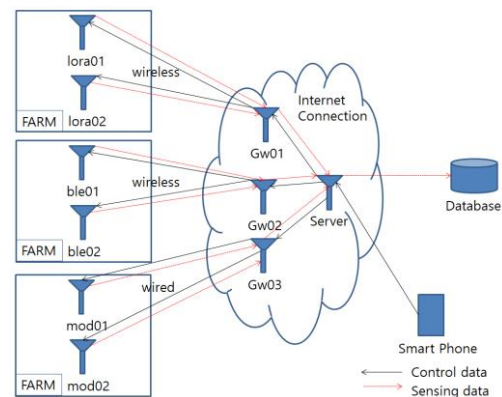 lora01
wireless
lora02
FARM
Internet
Connection
Gw01
ble01
wireless
ble02
FARM
Gw02
Server
Database
Gw03
wired
mod01
mod02
FARM
Smart Phone
Control data
Sensing data